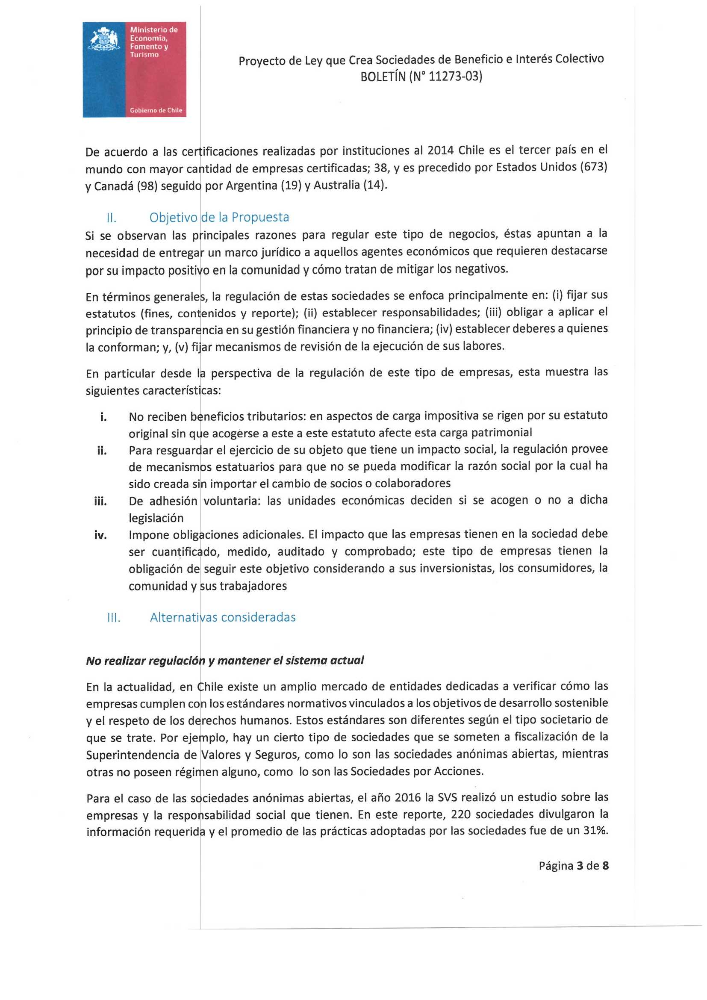 Ministerio de
Economía,
Fomento y
Turismo
Gobierno de Chile
Proyecto de Ley que Crea Sociedades de Beneficio e Interés Colectivo
BOLETÍN (N° 11273-03)
De acuerdo a las certificaciones realizadas por instituciones al 2014 Chile es el tercer país en el
mundo con mayor cantidad de empresas certificadas; 38, y es precedido por Estados Unidos (673)
y Canadá (98) seguido por Argentina (19) y Australia (14).
II. Objetivo de la Propuesta
Si se observan las principales razones para regular este tipo de negocios, éstas apuntan a la
necesidad de entregar un marco jurídico a aquellos agentes económicos que requieren destacarse
por su impacto positivo en la comunidad y cómo tratan de mitigar los negativos.
En términos generales, la regulación de estas sociedades se enfoca principalmente en: (i) fijar sus
estatutos (fines, contenidos y reporte); (ii) establecer responsabilidades; (iii) obligar a aplicar el
principio de transparencia en su gestión financiera y no financiera; (iv) establecer deberes a quienes
la conforman; y, (v) fijar mecanismos de revisión de la ejecución de sus labores.
En particular desde la perspectiva de la regulación de este tipo de empresas, esta muestra las
siguientes características:
i. No reciben beneficios tributarios: en aspectos de carga impositiva se rigen por su estatuto
original sin que acogerse a este a este estatuto afecte esta carga patrimonial
ii. Para resguardar el ejercicio de su objeto que tiene un impacto social, la regulación provee
de mecanismos estatuarios para que no se pueda modificar la razón social por la cual ha
sido creada sin importar el cambio de socios o colaboradores
iii. De adhesión voluntaria: las unidades económicas deciden si se acogen o no a dicha
legislación
iv. Impone obligaciones adicionales. El impacto que las empresas tienen en la sociedad debe
ser cuantificado, medido, auditado y comprobado; este tipo de empresas tienen la
obligación de seguir este objetivo considerando a sus inversionistas, los consumidores, la
comunidad y sus trabajadores
III. Alternativas consideradas
No realizar regulación y mantener el sistema actual
En la actualidad, en Chile existe un amplio mercado de entidades dedicadas a verificar cómo las
empresas cumplen con los estándares normativos vinculados a los objetivos de desarrollo sostenible
y el respeto de los derechos humanos. Estos estándares son diferentes según el tipo societario de
que se trate. Por ejemplo, hay un cierto tipo de sociedades que se someten a fiscalización de la
Superintendencia de Valores y Seguros, como lo son las sociedades anónimas abiertas, mientras
otras no poseen régimen alguno, como lo son las Sociedades por Acciones.
Para el caso de las sociedades anónimas abiertas, el año 2016 la SVS realizó un estudio sobre las
empresas y la responsabilidad social que tienen. En este reporte, 220 sociedades divulgaron la
información requerida y el promedio de las prácticas adoptadas por las sociedades fue de un 31%.
Página 3 de 8